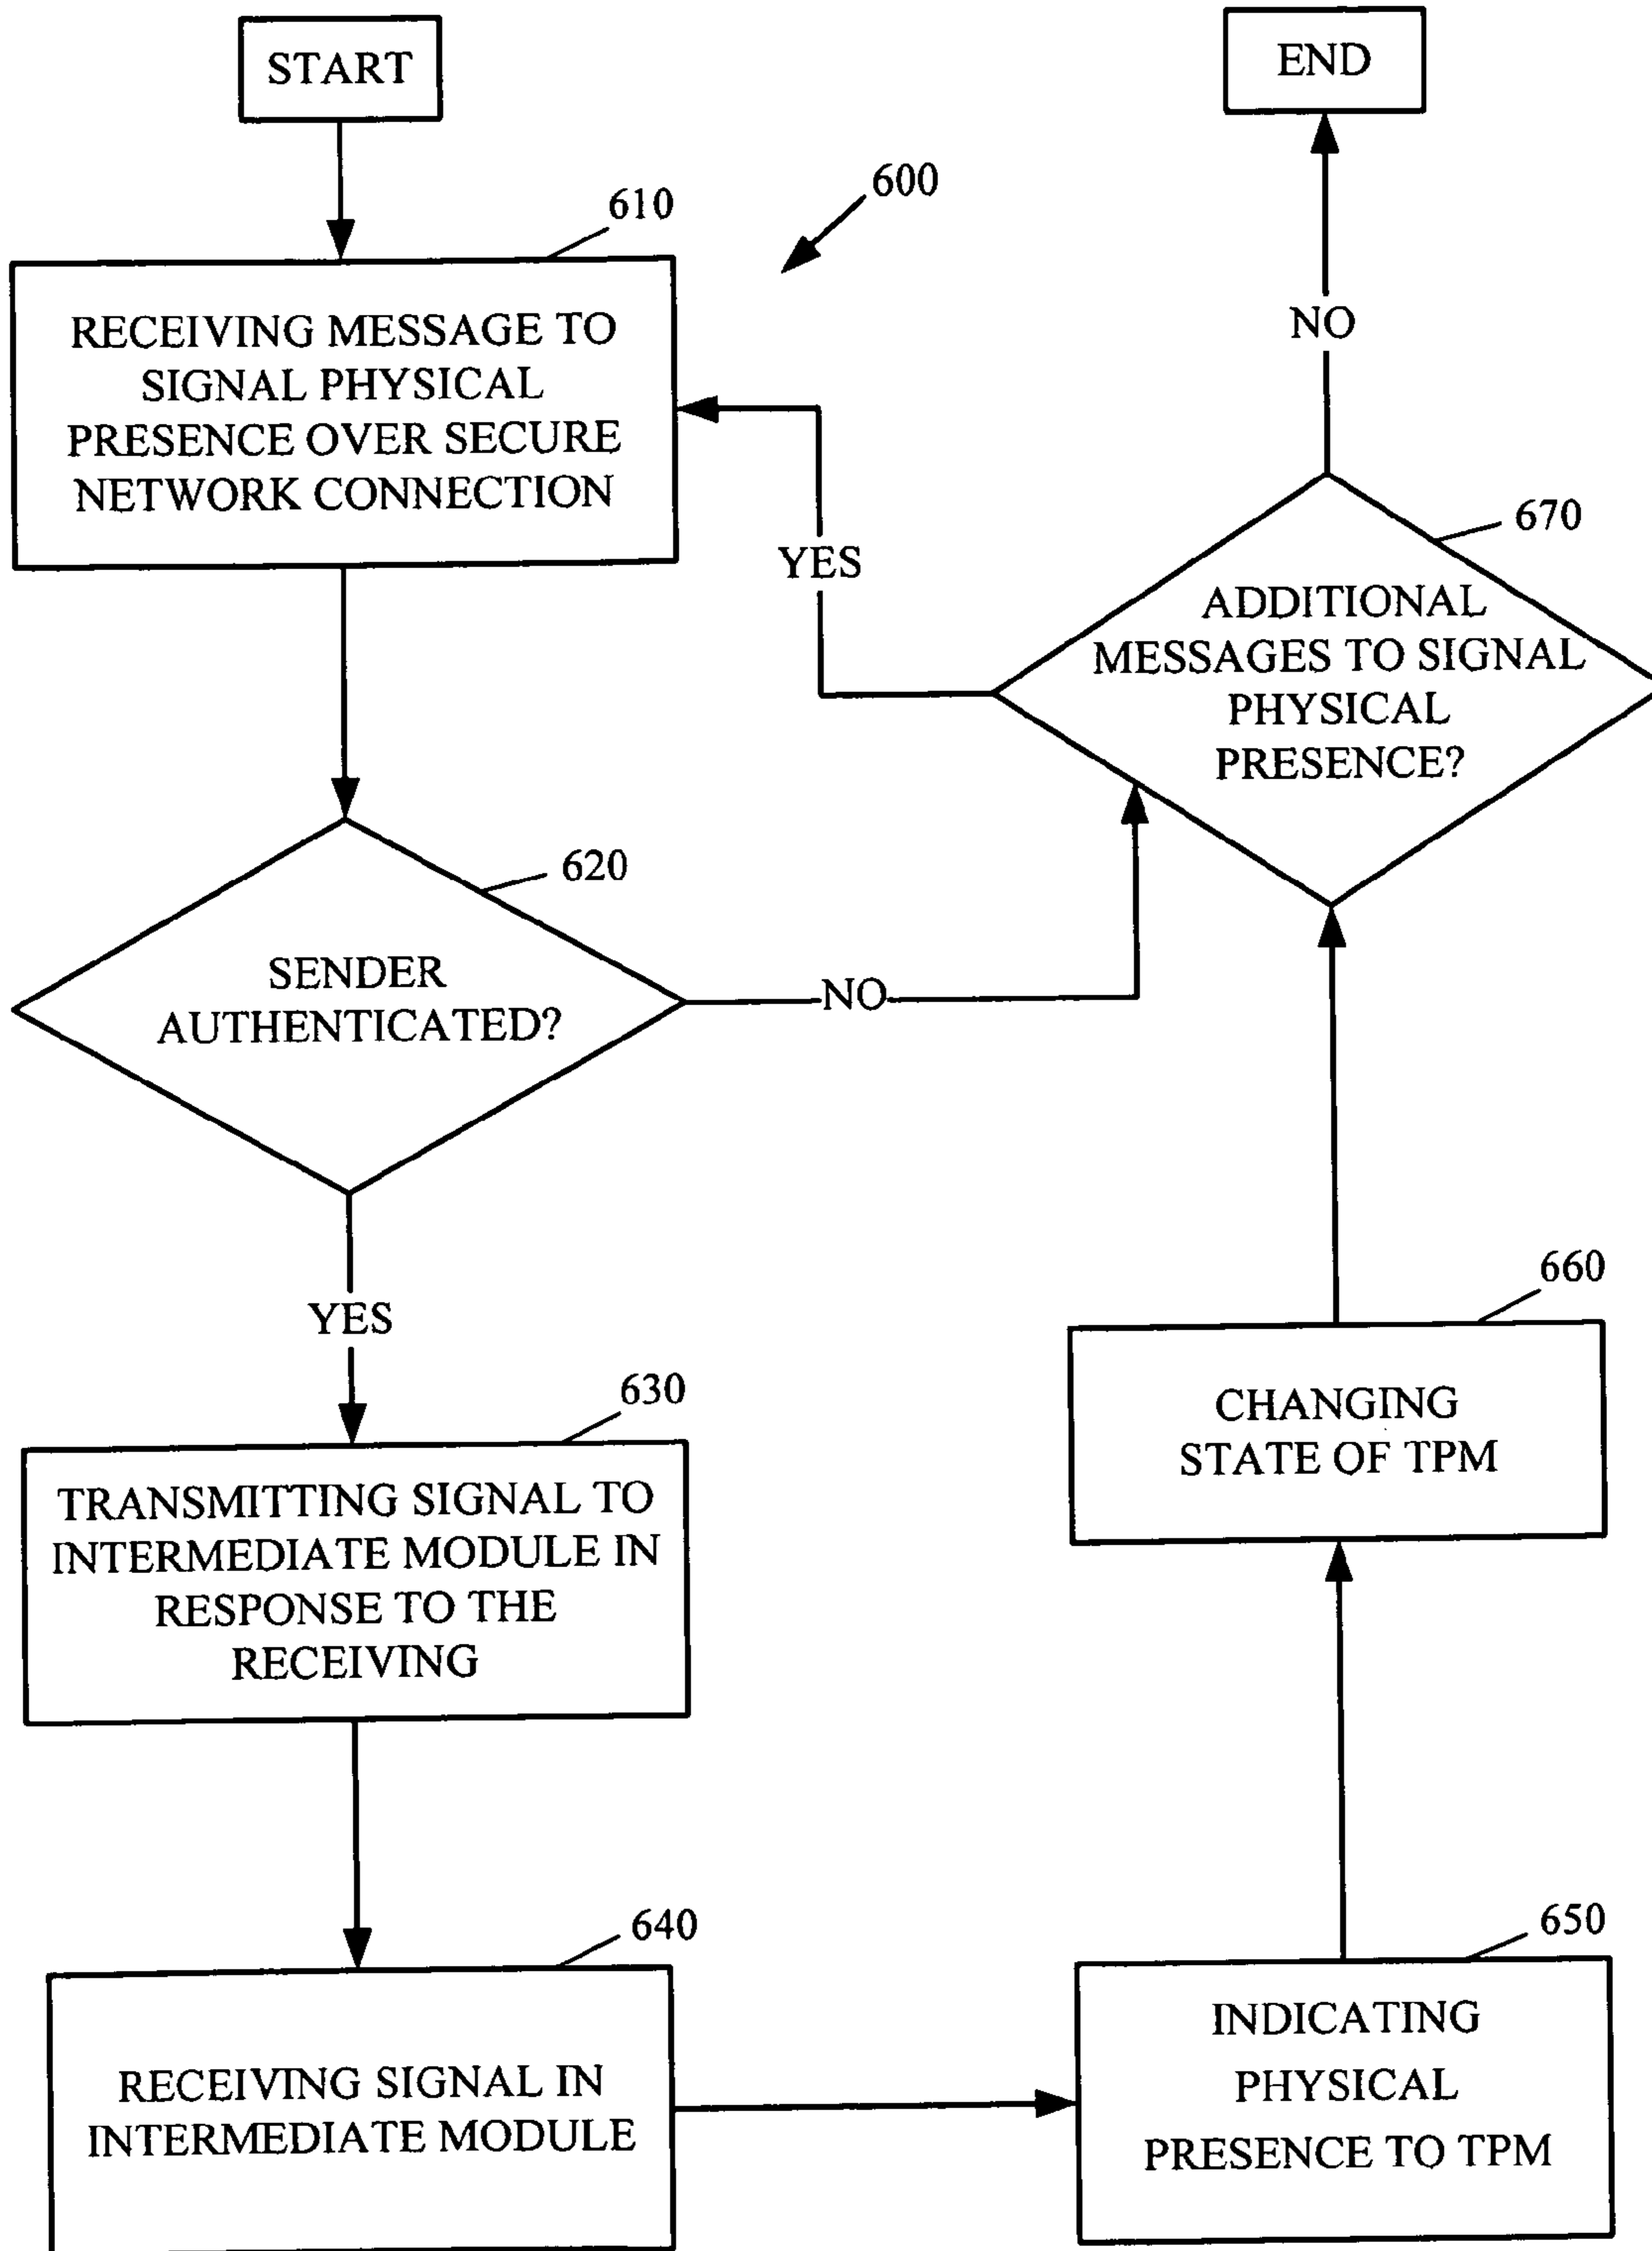 START
END
600
610
RECEIVING MESSAGE TO
SIGNAL PHYSICAL
PRESENCE OVER SECURE
NETWORK CONNECTION
NO
YES
670
ADDITIONAL
MESSAGES TO SIGNAL
PHYSICAL
PRESENCE?
620
SENDER
AUTHENTICATED?
NO
YES
630
TRANSMITTING SIGNAL TO
INTERMEDIATE MODULE IN
RESPONSE TO THE
RECEIVING
640
RECEIVING SIGNAL IN
INTERMEDIATE MODULE
650
INDICATING
PHYSICAL
PRESENCE TO TPM
660
CHANGING
STATE OF TPM